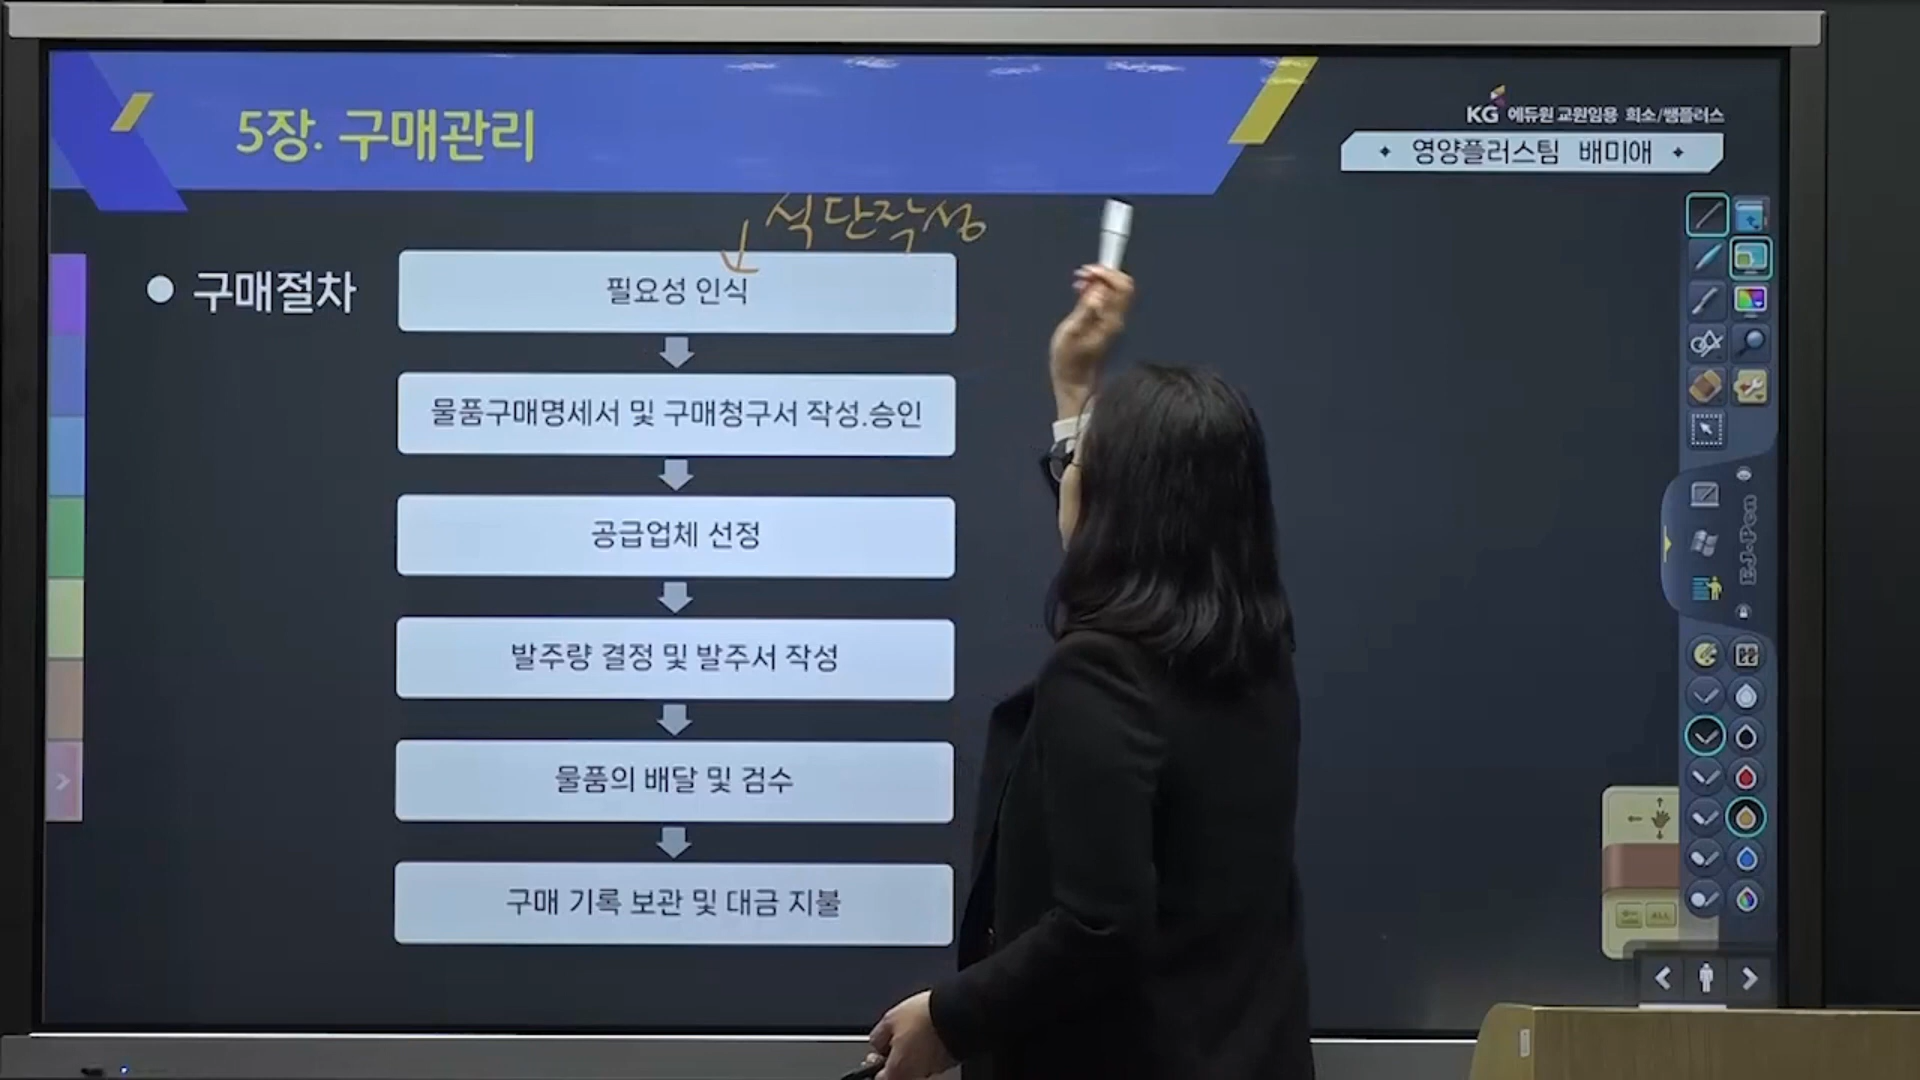 5장. 구매관리
KG 에듀원 교원임용 희소/쌤플러스
영양플러스팀 배미애
식단작성
구매절차
필요성 인식
물품구매명세서 및 구매청구서 작성.승인
공급업체 선정
발주량 결정 및 발주서 작성
물품의 배달 및 검수
구매 기록 보관 및 대금 지불
EJ-Pen
ALL